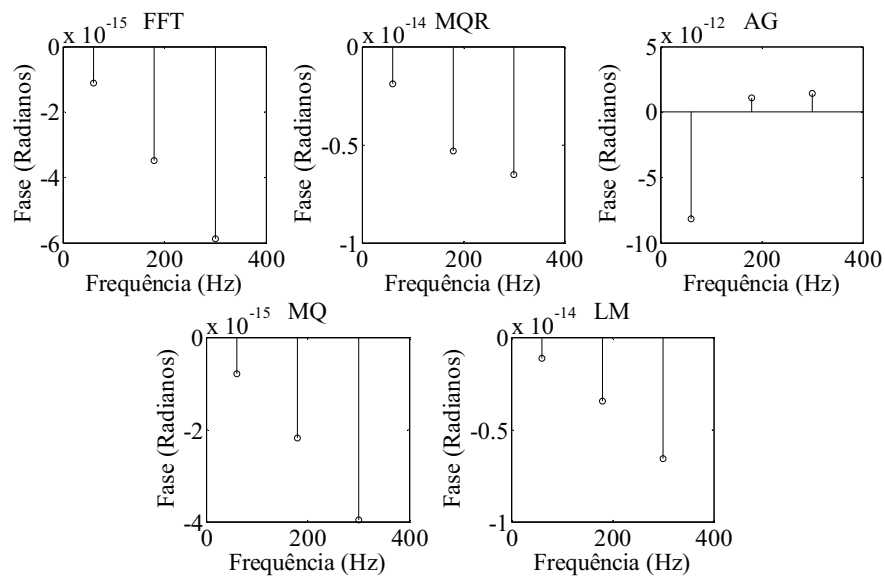 x 10-15 FFT
0
-2
-4
-6
0 200 400
Fase (Radianos)
Frequência (Hz)
x 10-14 MQR
0
-0.5
-1
0 200 400
Fase (Radianos)
Frequência (Hz)
x 10-12 AG
5
0
-5
-10
0 200 400
Fase (Radianos)
Frequência (Hz)
x 10-15 MQ
0
-2
-4
0 200 400
Fase (Radianos)
Frequência (Hz)
x 10-14 LM
0
-0.5
-1
0 200 400
Fase (Radianos)
Frequência (Hz)